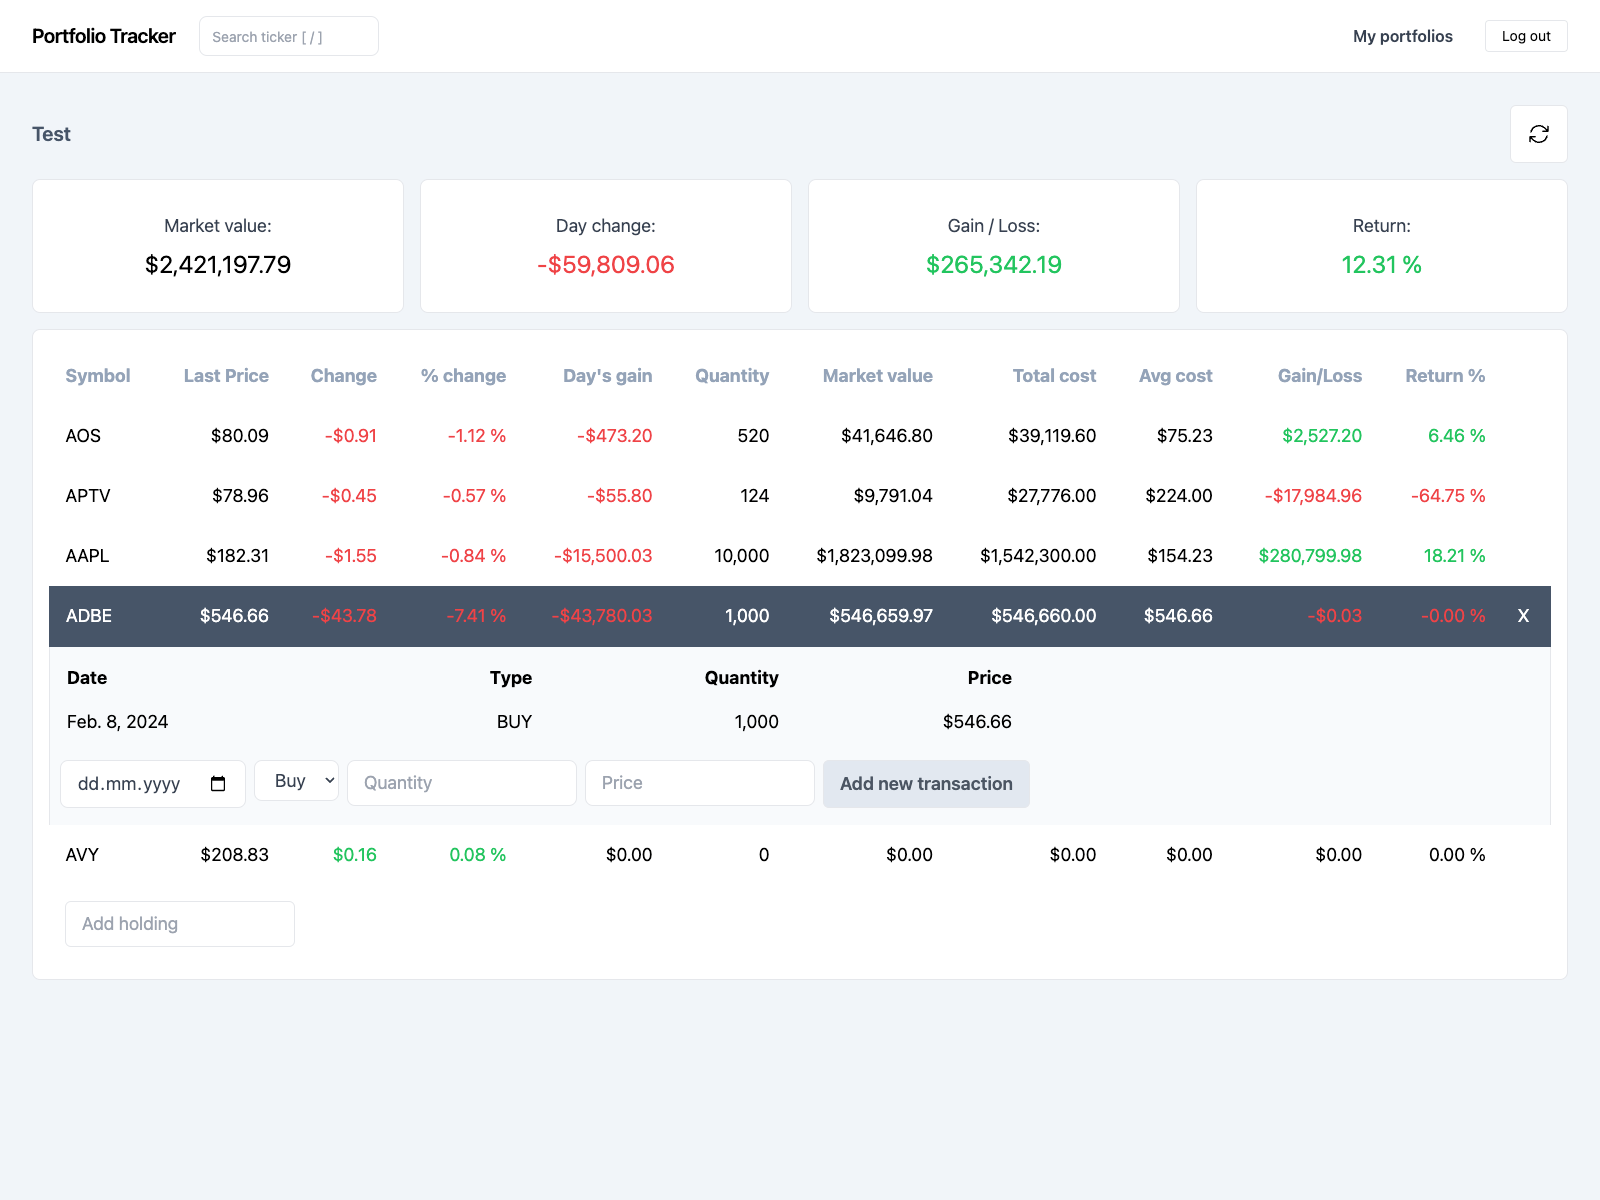 Portfolio Tracker Search ticker [ / ] My portfolios Log out
Test
Market value: Day change: Gain / Loss: Return:
$2,421,197.79 -$59,809.06 $265,342.19 12.31 %
Symbol Last Price Change % change Day's gain Quantity Market value Total cost Avg cost Gain/Loss Return %
AOS $80.09 -$0.91 -1.12 % -$473.20 520 $41,646.80 $39,119.60 $75.23 $2,527.20 6.46 %
APTV $78.96 -$0.45 -0.57 % -$55.80 124 $9,791.04 $27,776.00 $224.00 -$17,984.96 -64.75 %
AAPL $182.31 -$1.55 -0.84 % -$15,500.03 10,000 $1,823,099.98 $1,542,300.00 $154.23 $280,799.98 18.21 %
ADBE $546.66 -$43.78 -7.41 % -$43,780.03 1,000 $546,659.97 $546,660.00 $546.66 -$0.03 -0.00 % X
Date Type Quantity Price
Feb. 8, 2024 BUY 1,000 $546.66
dd.mm.yyyy Buy Quantity Price Add new transaction
AVY $208.83 $0.16 0.08 % $0.00 0 $0.00 $0.00 $0.00 $0.00 0.00 %
Add holding